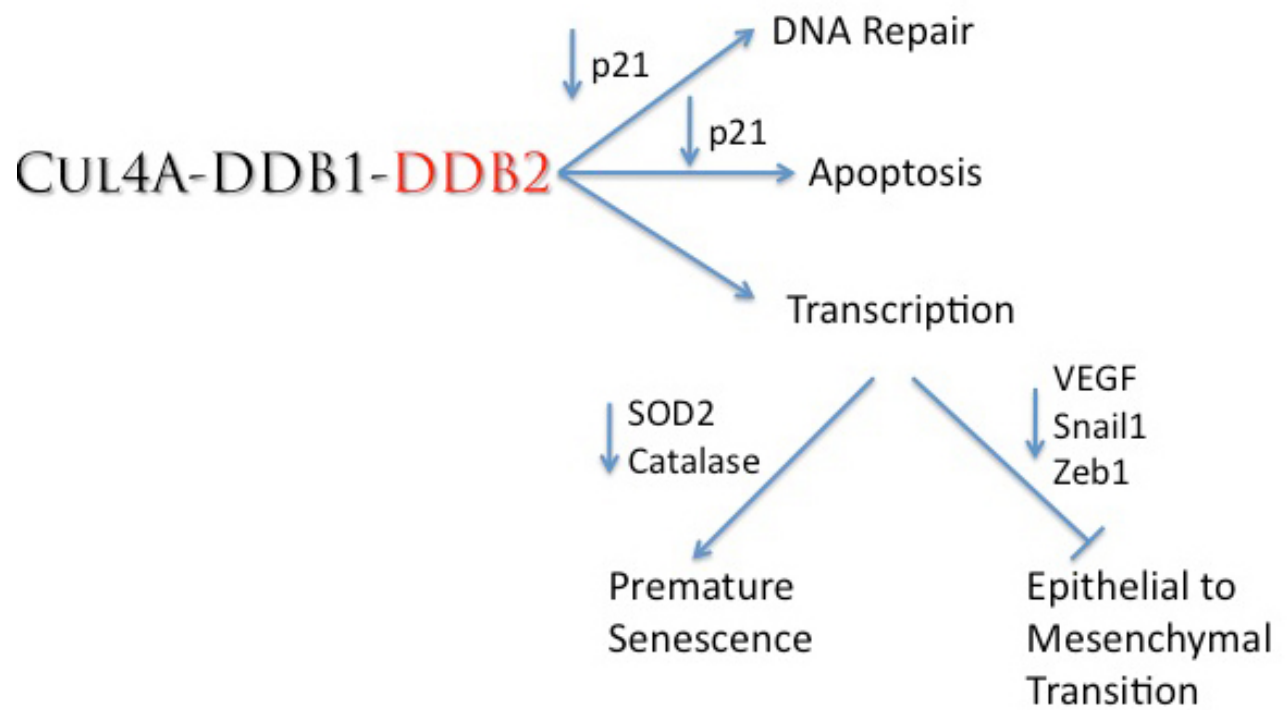 DNA Repair
p21
p21
CUL4A-DDB1-DDB2
Apoptosis
Transcription
VEGF
SOD2
Snail1
Catalase
Zeb1
Premature
Senescence
Epithelial to
Mesenchymal
Transition